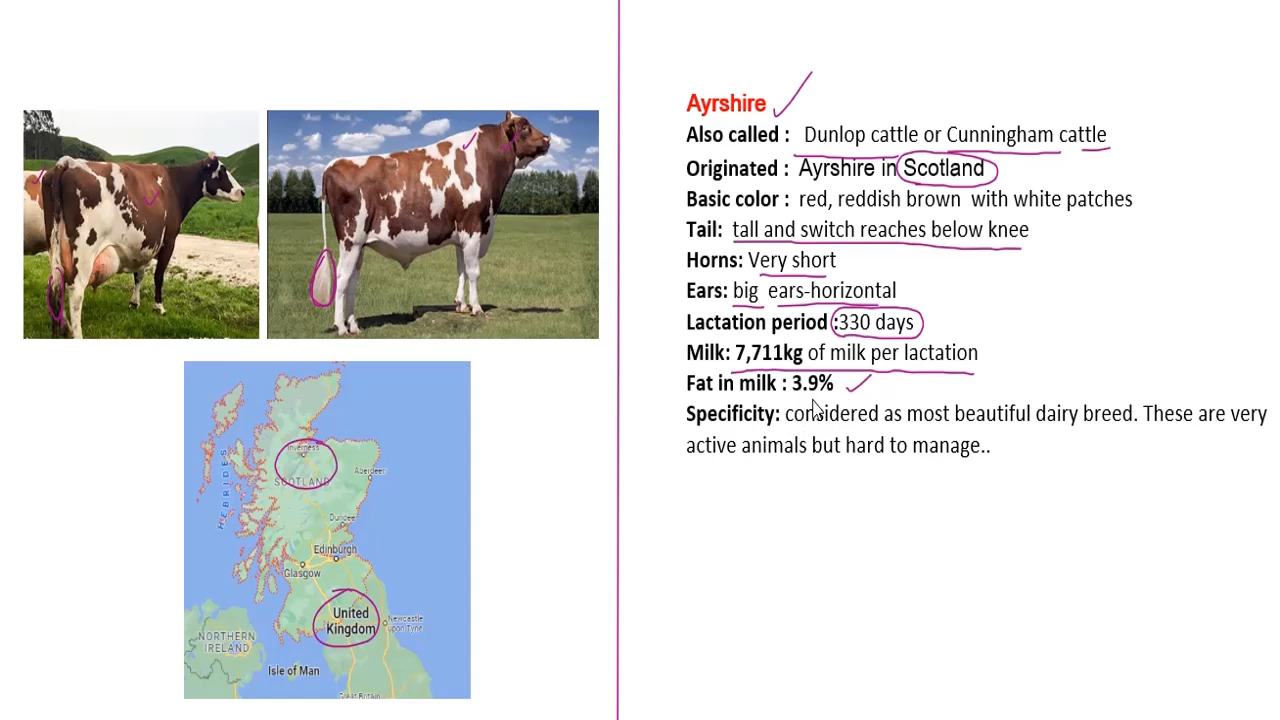 Ayrshire
Also called : Dunlop cattle or Cunningham cattle
Originated : Ayrshire in Scotland
Basic color : red, reddish brown with white patches
Tail: tall and switch reaches below knee
Horns: Very short
Ears: big ears-horizontal
Lactation period :330 days
Milk: 7,711kg of milk per lactation
Fat in milk : 3.9%
Specificity: considered as most beautiful dairy breed. These are very
active animals but hard to manage..
Inverness
SCOTLAND
Aberdeen
HEBRIDES
Dundee
Edinburgh
Glasgow
United
Kingdom
Newcastle
upon Tyne
NORTHERN
IRELAND
Isle of Man
Great Britain